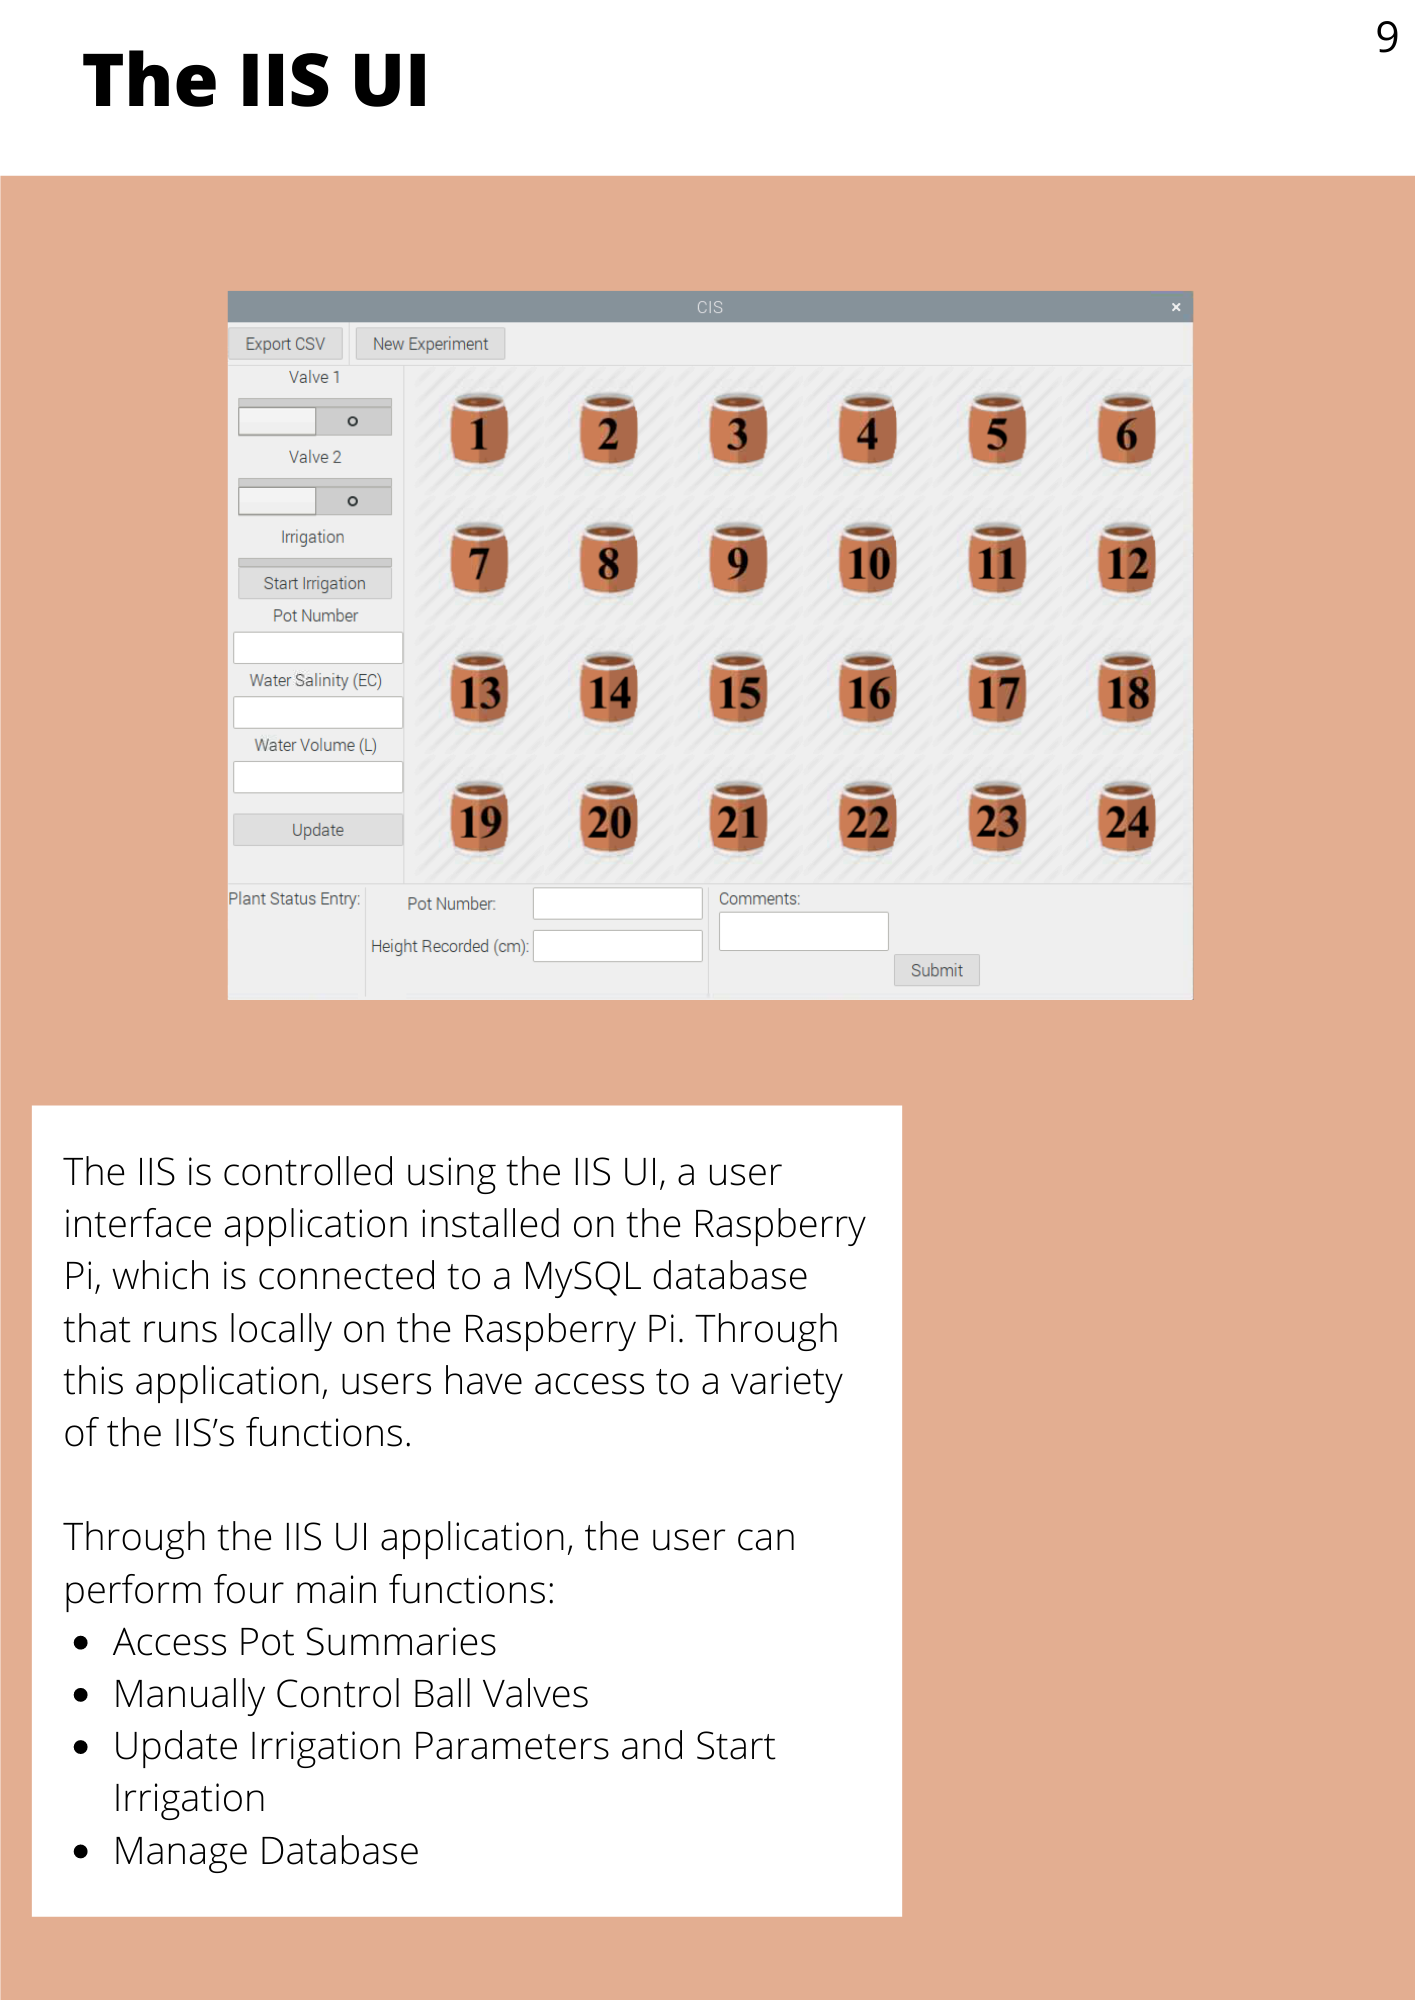 9
The IIS UI
CIS ×
Export CSV New Experiment
Valve 1
Valve 2
Irrigation
Start Irrigation
Pot Number
Water Salinity (EC)
Water Volume (L)
Update
1 2 3 4 5 6
7 8 9 10 11 12
13 14 15 16 17 18
19 20 21 22 23 24
Plant Status Entry:
Pot Number:
Height Recorded (cm):
Comments:
Submit
The IIS is controlled using the IIS UI, a user
interface application installed on the Raspberry
Pi, which is connected to a MySQL database
that runs locally on the Raspberry Pi. Through
this application, users have access to a variety
of the IIS’s functions.
Through the IIS UI application, the user can
perform four main functions:
• Access Pot Summaries
• Manually Control Ball Valves
• Update Irrigation Parameters and Start
Irrigation
• Manage Database